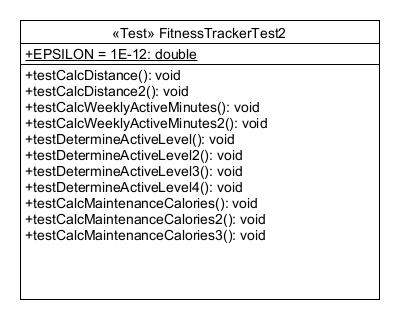 «Test» FitnessTrackerTest2
+EPSILON = 1E-12: double
+testCalcDistance(): void
+testCalcDistance2(): void
+testCalcWeeklyActiveMinutes(): void
+testCalcWeeklyActiveMinutes2(): void
+testDetermineActiveLevel(): void
+testDetermineActiveLevel2(): void
+testDetermineActiveLevel3(): void
+testDetermineActiveLevel4(): void
+testCalcMaintenanceCalories(): void
+testCalcMaintenanceCalories2(): void
+testCalcMaintenanceCalories3(): void